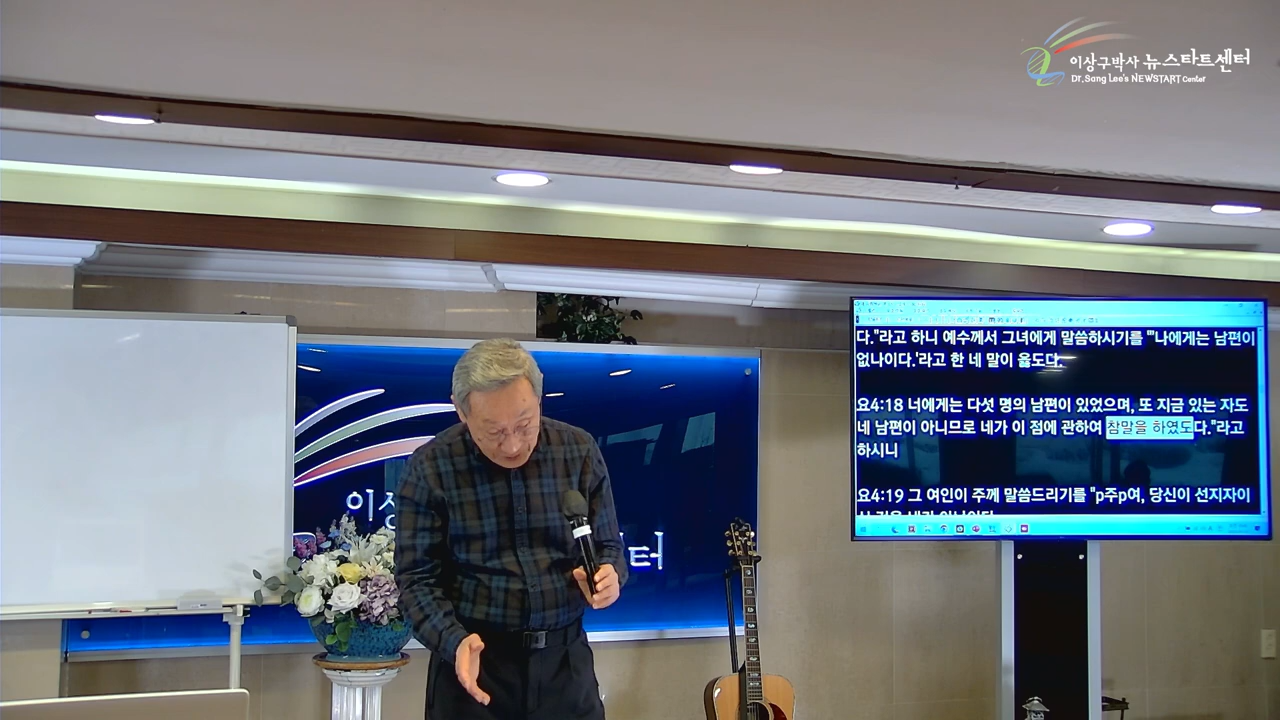 이상구박사 뉴스타트센터
Dr. Sang Lee's NEWSTART Center
다."라고 하니 예수께서 그녀에게 말씀하시기를 "'나에게는 남편이
없나이다.'라고 한 네 말이 옳도다.
요4:18 너에게는 다섯 명의 남편이 있었으며, 또 지금 있는 자도
네 남편이 아니므로 네가 이 점에 관하여 참말을 하였도다."라고
하시니
요4:19 그 여인이 주께 말씀드리기를 "p주p여, 당신이 선지자이
이상
터